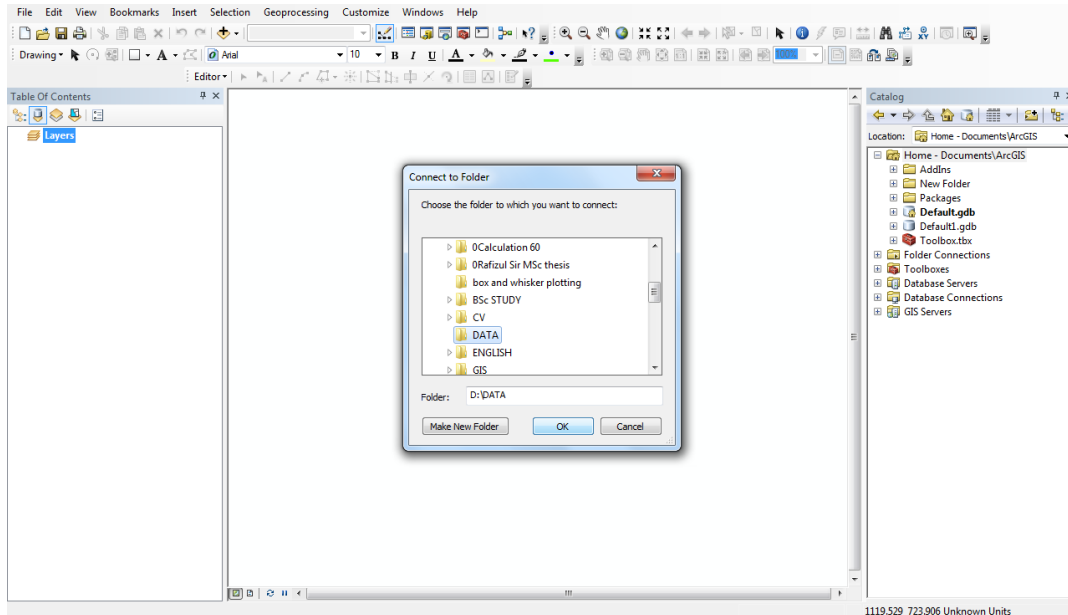 File Edit View Bookmarks Insert Selection Geoprocessing Customize Windows Help
Drawing A Arial 10 B I U A 100%
Editor
Table Of Contents
Layers
Connect to Folder
Choose the folder to which you want to connect:
0Calculation 60
0Rafizul Sir MSc thesis
box and whisker plotting
BSc STUDY
CV
DATA
ENGLISH
GIS
Folder: D:\DATA
Make New Folder OK Cancel
Catalog
Location: Home - Documents\ArcGIS
Home - Documents\ArcGIS
AddIns
New Folder
Packages
Default.gdb
Default1.gdb
Toolbox.tbx
Folder Connections
Toolboxes
Database Servers
Database Connections
GIS Servers
1119.529 723.906 Unknown Units